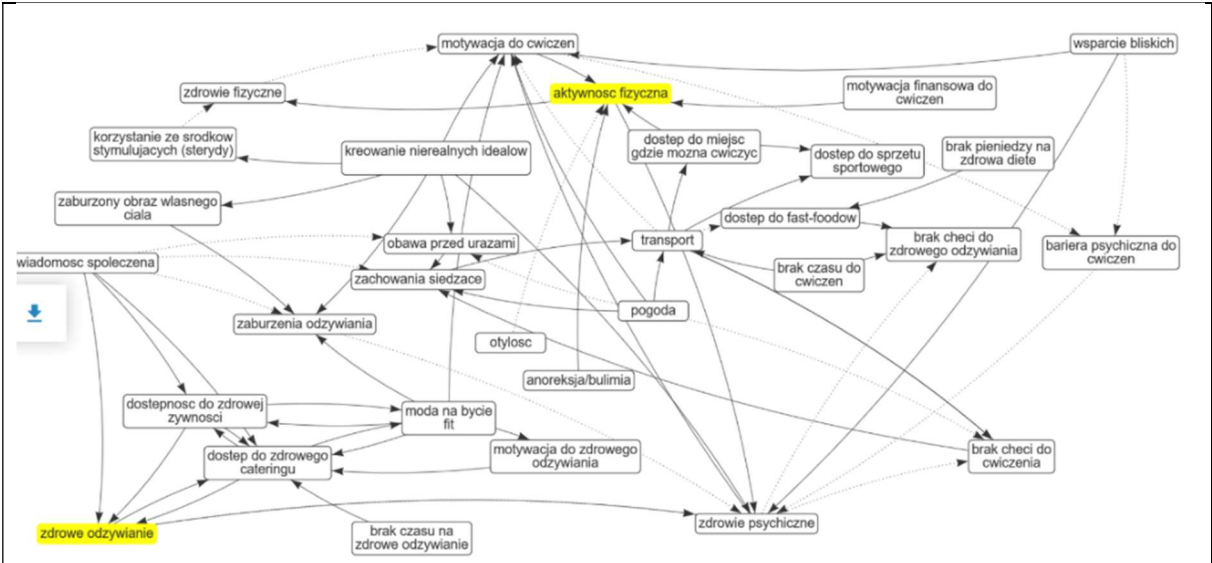 motywacja do cwiczen
wsparcie bliskich
zdrowie fizyczne
aktywnosc fizyczna
motywacja finansowa do
cwiczen
korzystanie ze srodkow
stymulujacych (sterydy)
kreowanie nierealnych idealow
dostep do miejsc
gdzie mozna cwiczyc
dostep do sprzetu
sportowego
brak pieniedzy na
zdrowa diete
zaburzony obraz wlasnego
ciala
dostep do fast-foodow
obawa przed urazami
transport
brak checi do
zdrowego odzywiania
bariera psychiczna do
cwiczen
wiadomosc spoleczena
zachowania siedzace
brak czasu do
cwiczen
pogoda
zaburzenia odzywiania
otylosc
anoreksja/bulimia
dostepnosc do zdrowej
zywnosci
moda na bycie
fit
dostep do zdrowego
cateringu
motywacja do zdrowego
odzywiania
brak checi do
cwiczenia
zdrowe odzywianie
brak czasu na
zdrowe odzywianie
zdrowie psychiczne